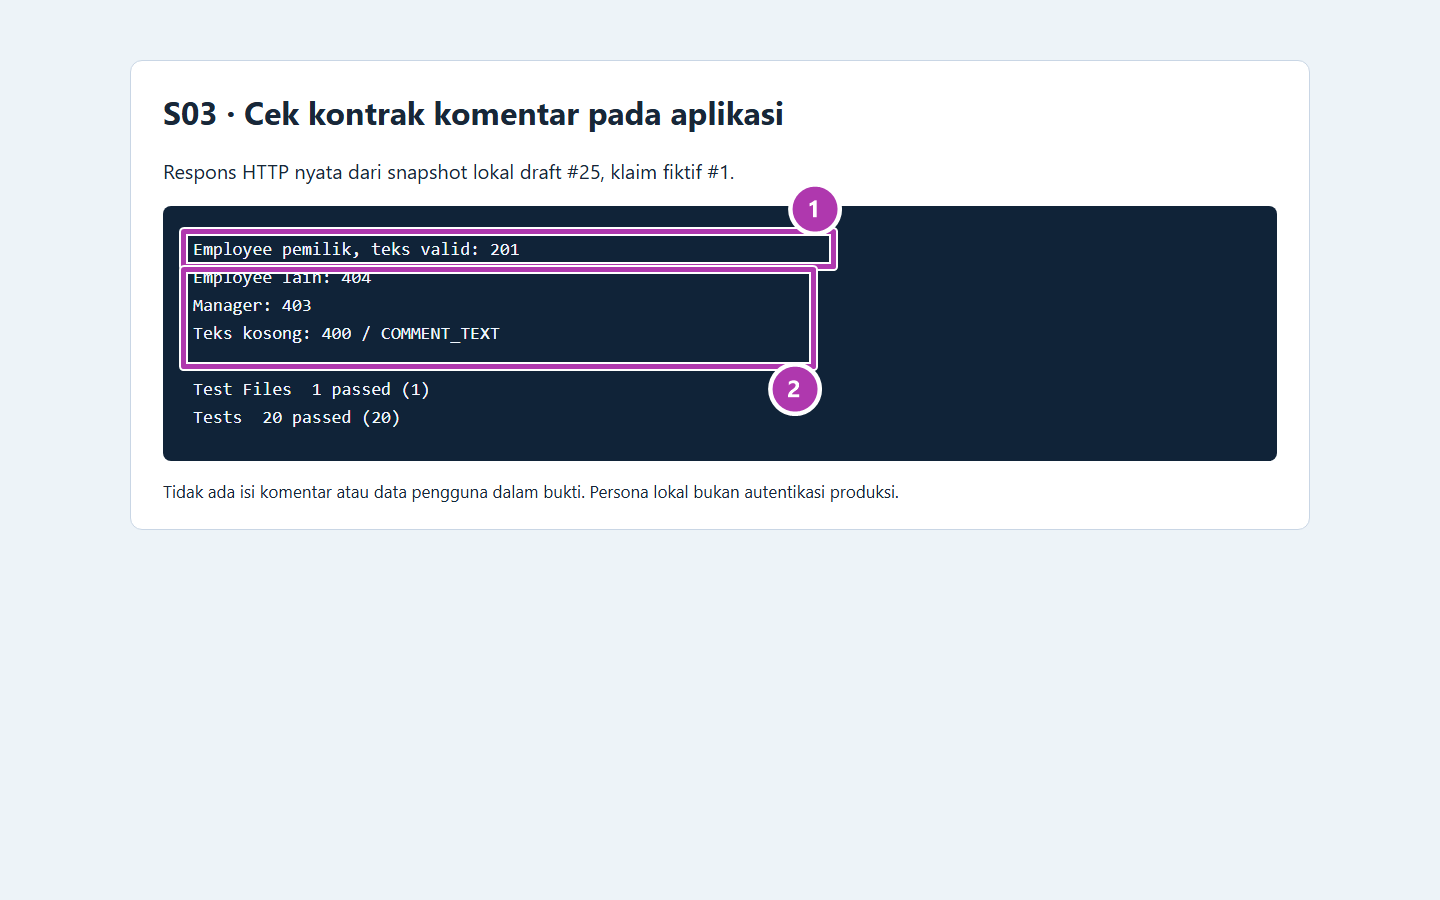 S03 · Cek kontrak komentar pada aplikasi
Respons HTTP nyata dari snapshot lokal draft #25, klaim fiktif #1.
1
Employee pemilik, teks valid: 201
Employee lain: 404
Manager: 403
Teks kosong: 400 / COMMENT_TEXT
2
Test Files  1 passed (1)
Tests  20 passed (20)
Tidak ada isi komentar atau data pengguna dalam bukti. Persona lokal bukan autentikasi produksi.